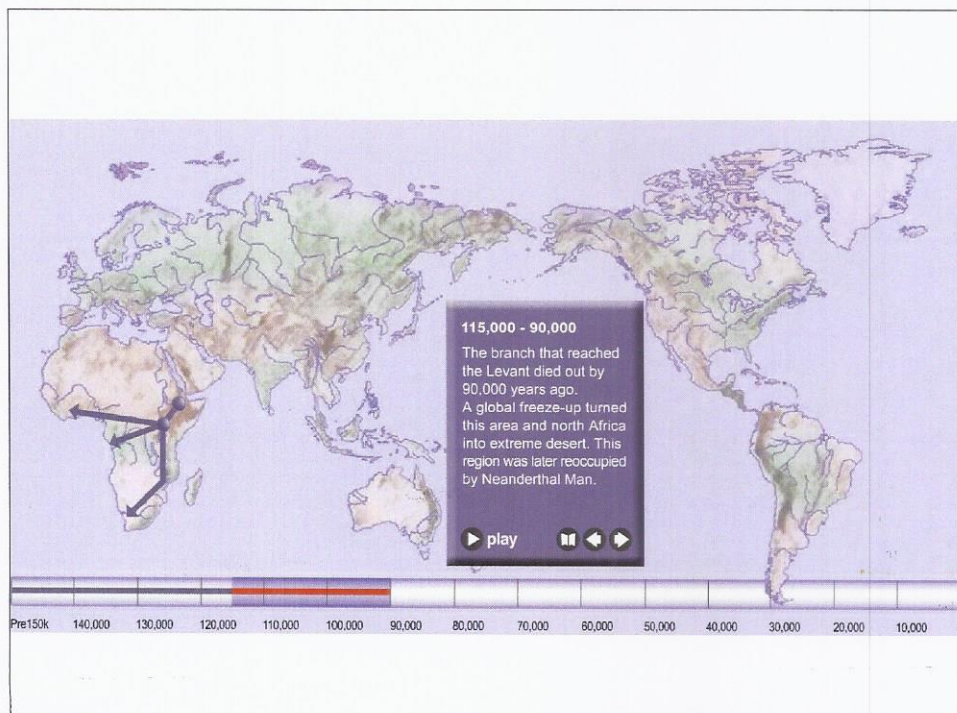 115,000 - 90,000
The branch that reached
the Levant died out by
90,000 years ago.
A global freeze-up turned
this area and north Africa
into extreme desert. This
region was later reoccupied
by Neanderthal Man.
play
Pre150k 140,000 130,000 120,000 110,000 100,000 90,000 80,000 70,000 60,000 50,000 40,000 30,000 20,000 10,000